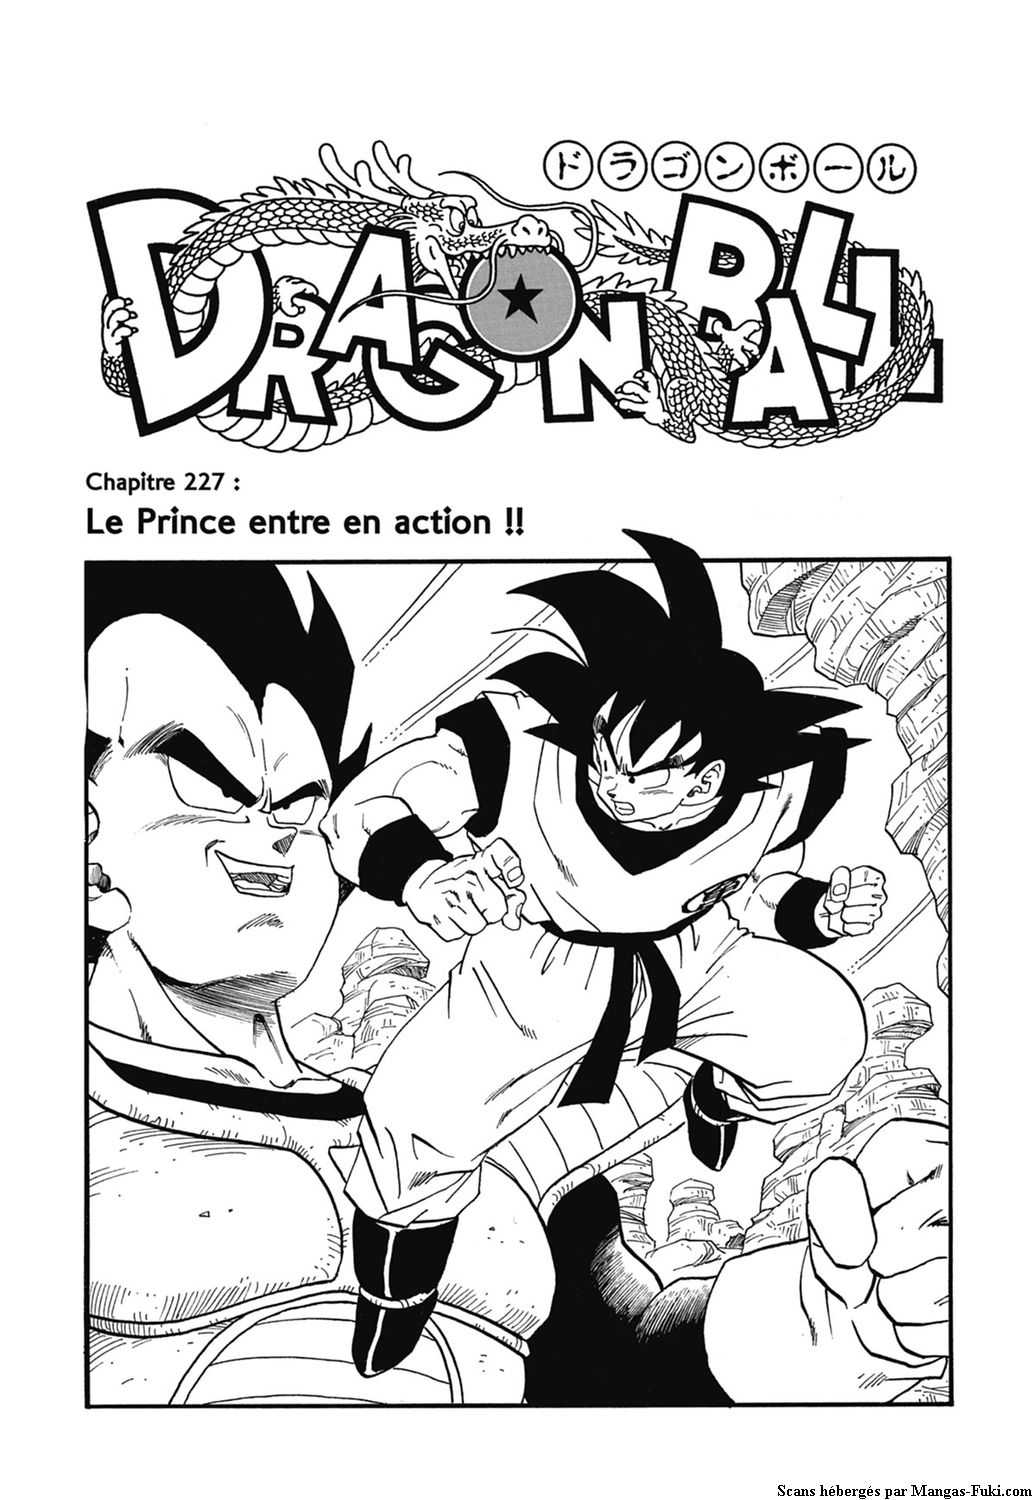 ドラゴンボール
DRAGON BALL
Chapitre 227 :
Le Prince entre en action !!
Scans hébergés par Mangas-Fuki.com